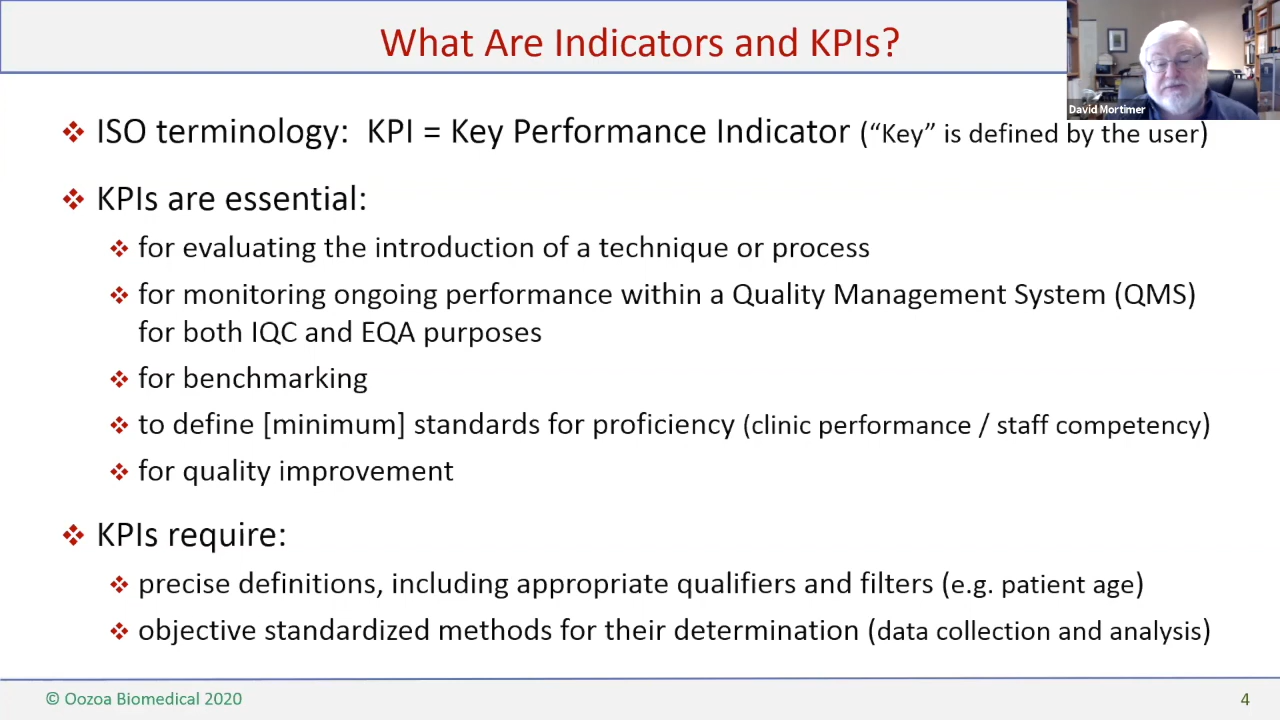 What Are Indicators and KPIs?
David Mortimer
ISO terminology: KPI = Key Performance Indicator (“Key” is defined by the user)
KPIs are essential:
for evaluating the introduction of a technique or process
for monitoring ongoing performance within a Quality Management System (QMS)
for both IQC and EQA purposes
for benchmarking
to define [minimum] standards for proficiency (clinic performance / staff competency)
for quality improvement
KPIs require:
precise definitions, including appropriate qualifiers and filters (e.g. patient age)
objective standardized methods for their determination (data collection and analysis)
© Oozoa Biomedical 2020
4